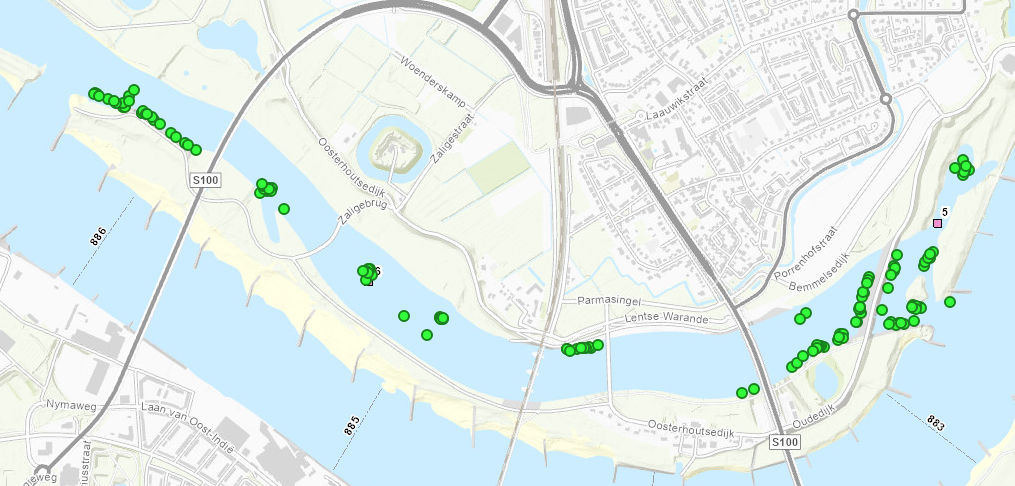 Woenderskamp
Laauwikstraat
Zaligestraat
Oosterhoutsedijk
S100
Zaligebrug
5
886
Porrenhofstraat
Bemmelsedijk
6
Parmasingel
Lentse Warande
Nymaweg
Laan van Oost-Indië
885
Oosterhoutsedijk
Oudedijk
883
S100